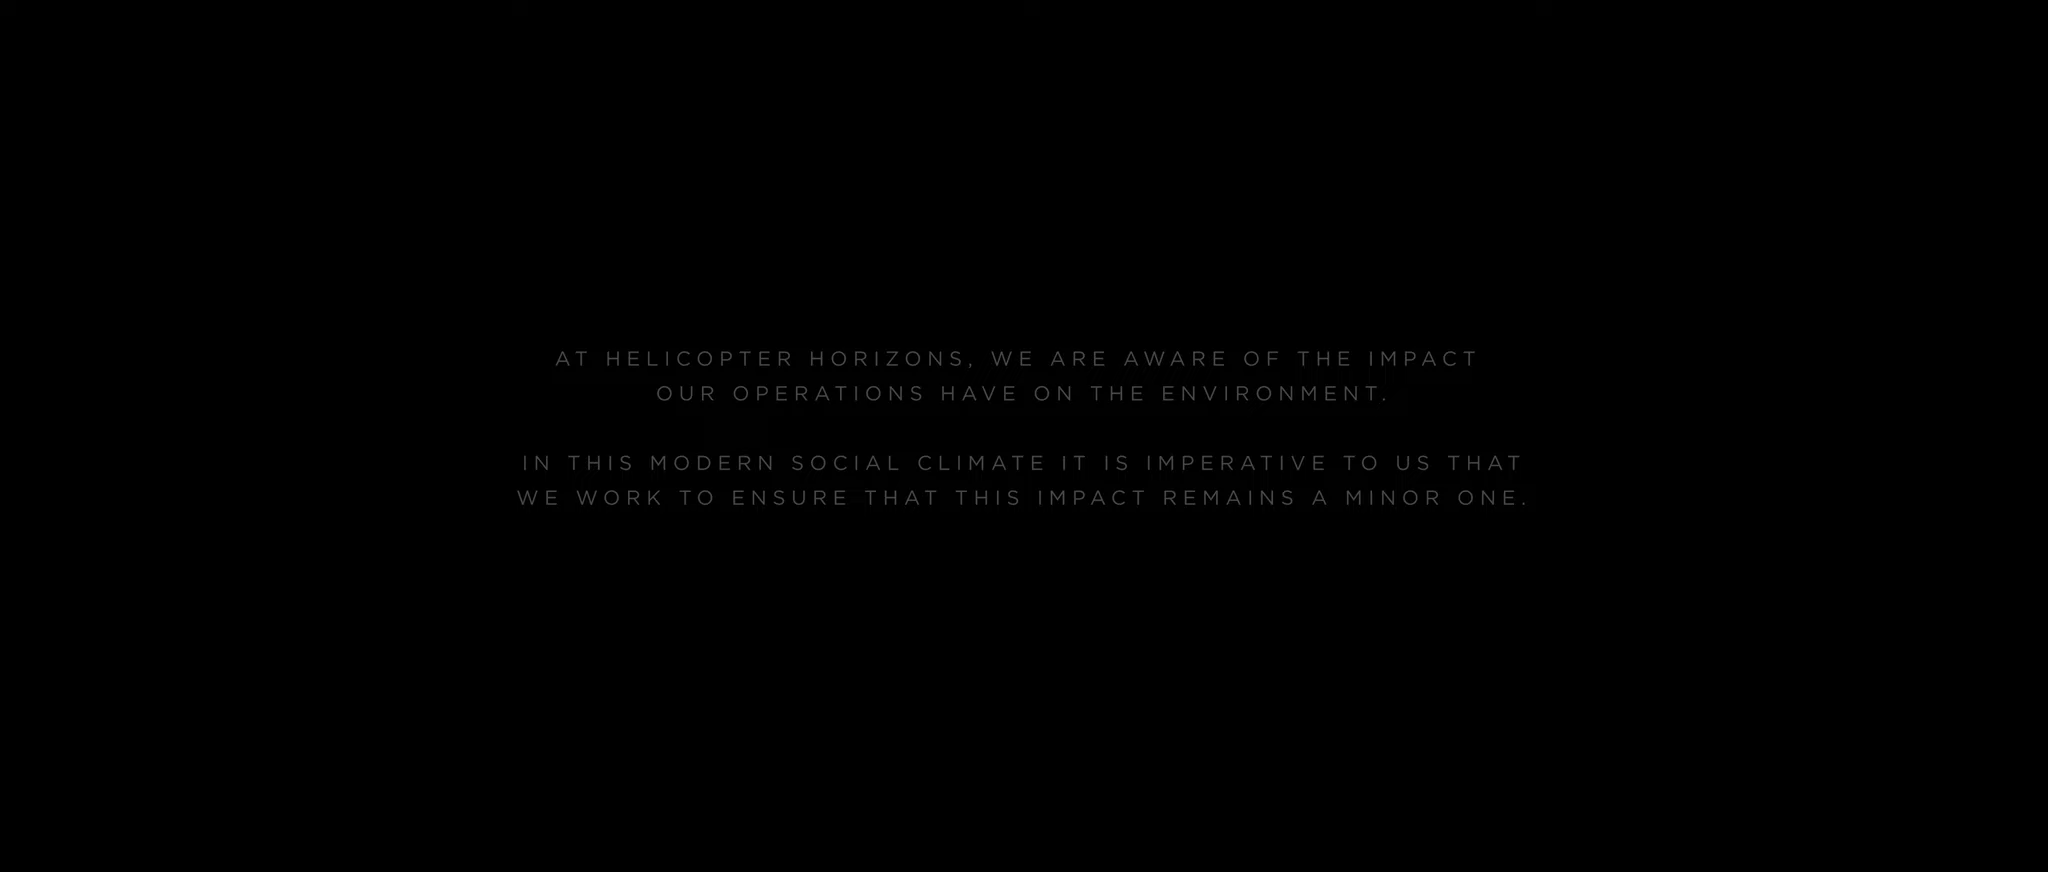 AT HELICOPTER HORIZONS, WE ARE AWARE OF THE IMPACT
OUR OPERATIONS HAVE ON THE ENVIRONMENT.
IN THIS MODERN SOCIAL CLIMATE IT IS IMPERATIVE TO US THAT
WE WORK TO ENSURE THAT THIS IMPACT REMAINS A MINOR ONE.